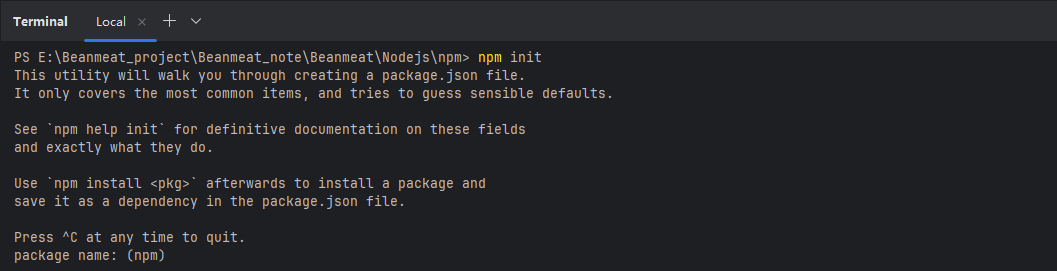 Terminal Local
PS E:\Beanmeat_project\Beanmeat_note\Beanmeat\Nodejs\npm> npm init
This utility will walk you through creating a package.json file.
It only covers the most common items, and tries to guess sensible defaults.
See `npm help init` for definitive documentation on these fields
and exactly what they do.
Use `npm install <pkg>` afterwards to install a package and
save it as a dependency in the package.json file.
Press ^C at any time to quit.
package name: (npm)